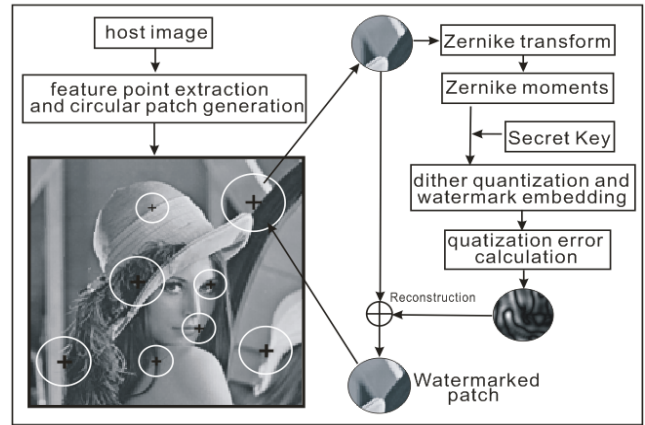 host image
feature point extraction
and circular patch generation
Zernike transform
Zernike moments
Secret Key
dither quantization and
watermark embedding
quatization error
calculation
Reconstruction
Watermarked
patch